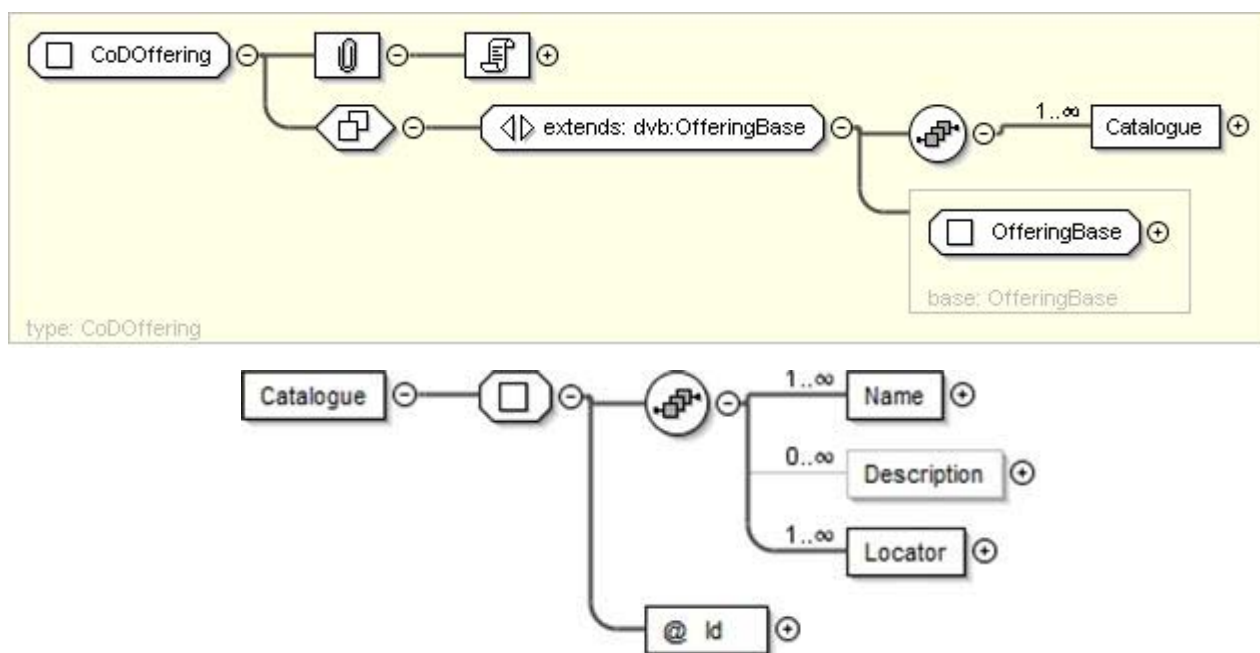 CoDOffering
extends: dvb:OfferingBase
1..∞
Catalogue
OfferingBase
base: OfferingBase
type: CoDOffering
Catalogue
1..∞
Name
0..∞
Description
1..∞
Locator
@ Id